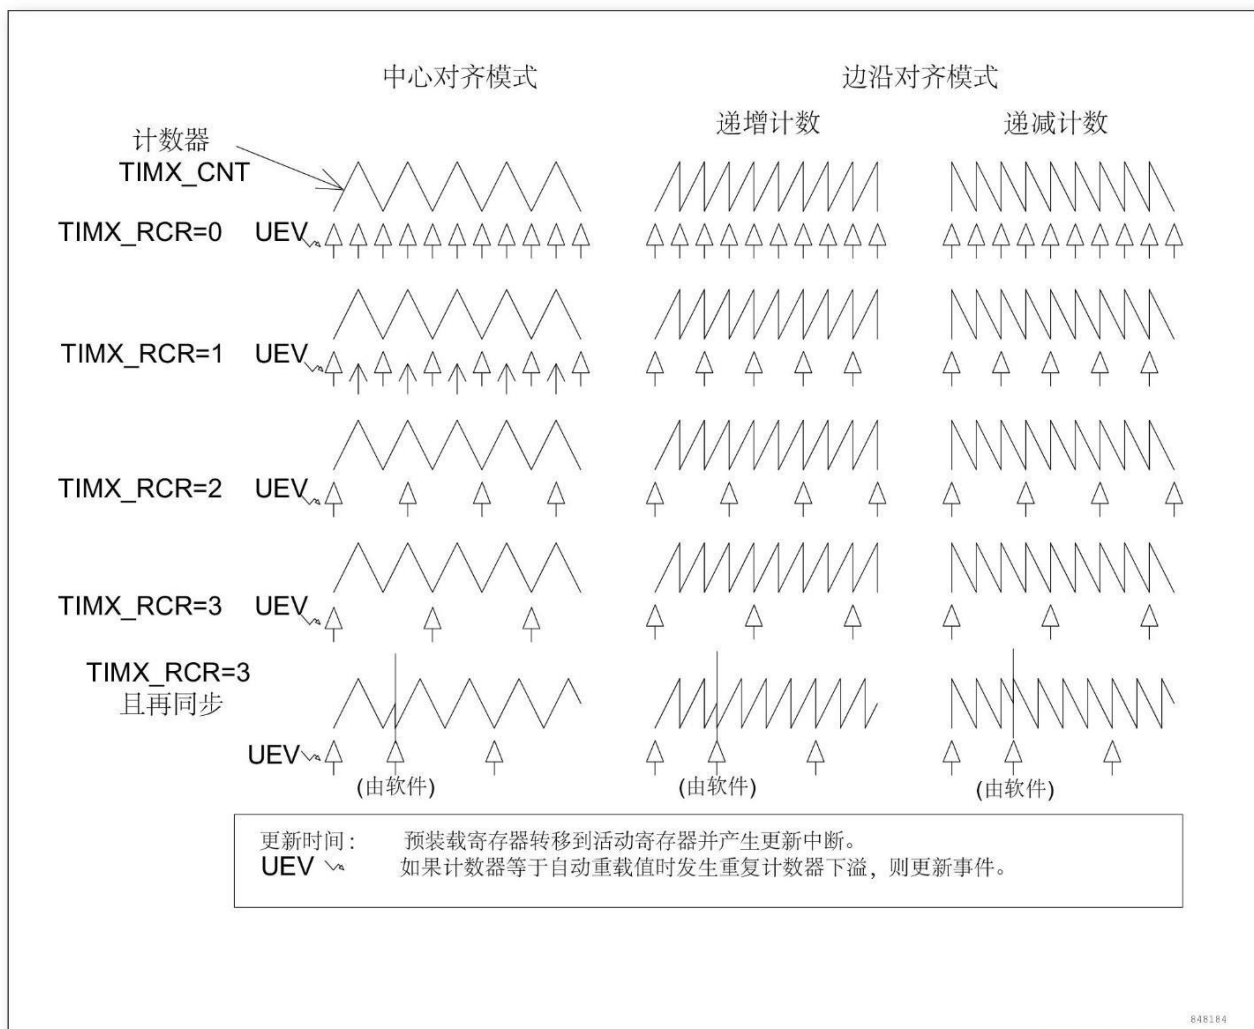 中心对齐模式 边沿对齐模式
递增计数 递减计数
计数器
TIMX_CNT
TIMX_RCR=0 UEV
TIMX_RCR=1 UEV
TIMX_RCR=2 UEV
TIMX_RCR=3 UEV
TIMX_RCR=3
且再同步
UEV
(由软件) (由软件) (由软件)
更新时间： 预装载寄存器转移到活动寄存器并产生更新中断。
UEV 如果计数器等于自动重载值时发生重复计数器下溢，则更新事件。
848184